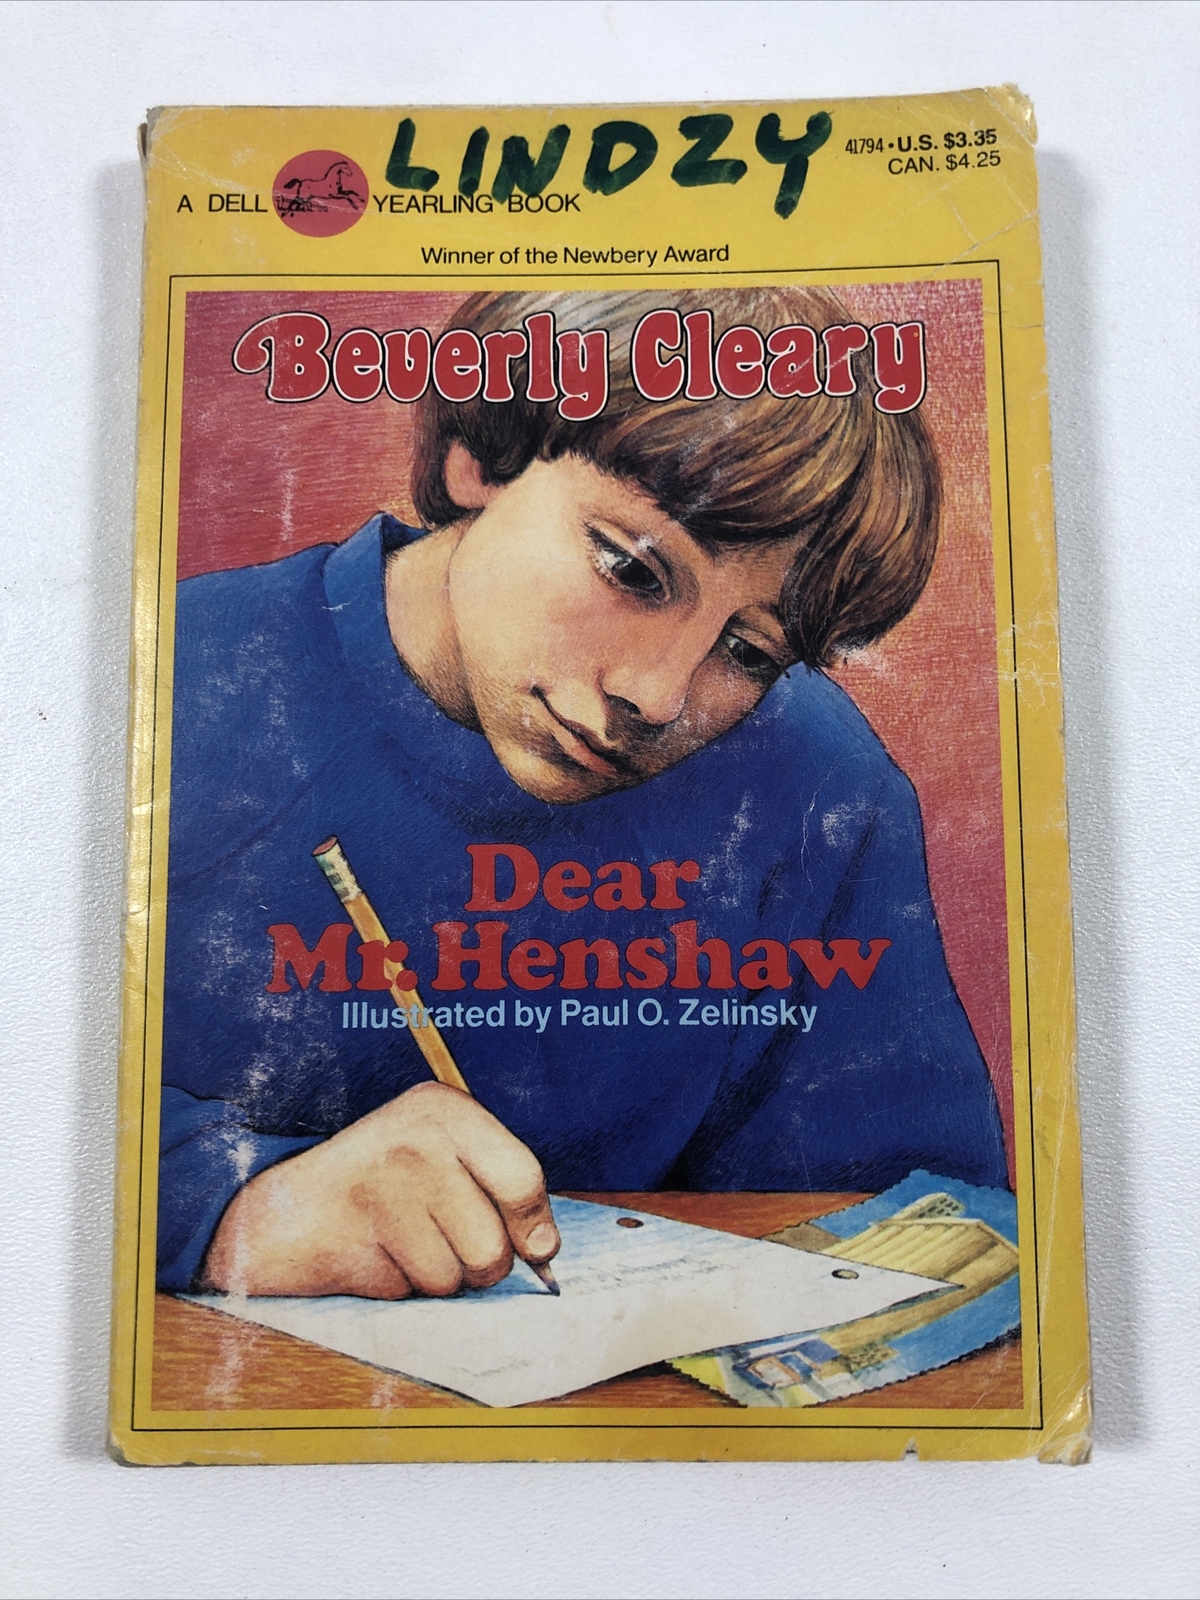 LINDZY
41794 • U.S. $3.35
CAN. $4.25
A DELL YEARLING BOOK
Winner of the Newbery Award
Beverly Cleary
Dear
Mr. Henshaw
Illustrated by Paul O. Zelinsky